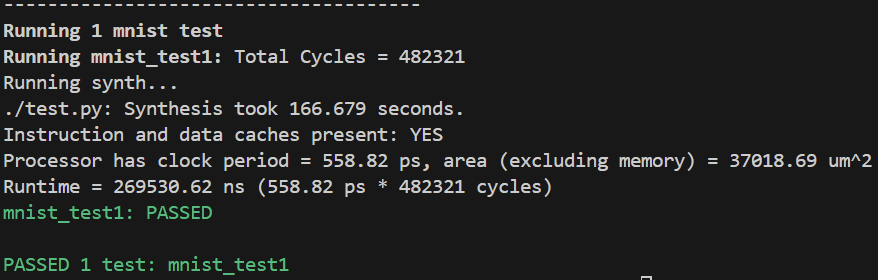 --------------------------------------
Running 1 mnist test
Running mnist_test1: Total Cycles = 482321
Running synth...
./test.py: Synthesis took 166.679 seconds.
Instruction and data caches present: YES
Processor has clock period = 558.82 ps, area (excluding memory) = 37018.69 um^2
Runtime = 269530.62 ns (558.82 ps * 482321 cycles)
mnist_test1: PASSED
PASSED 1 test: mnist_test1